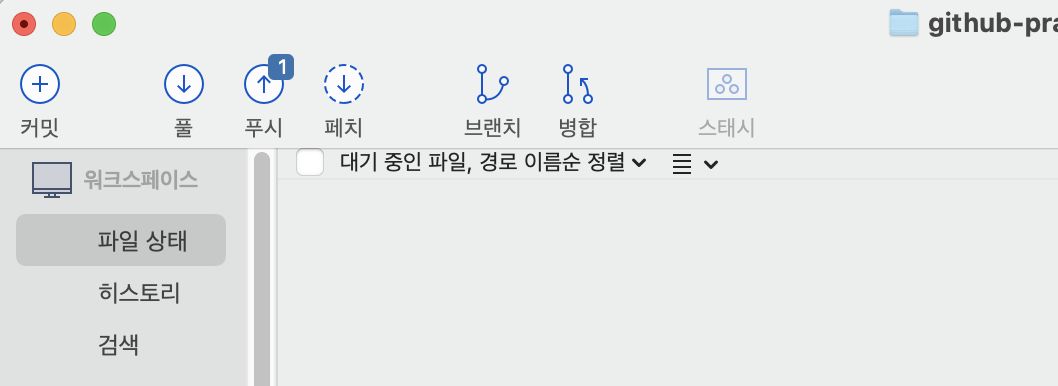 github-pra
1
커밋 풀 푸시 페치 브랜치 병합 스태시
워크스페이스
대기 중인 파일, 경로 이름순 정렬
파일 상태
히스토리
검색